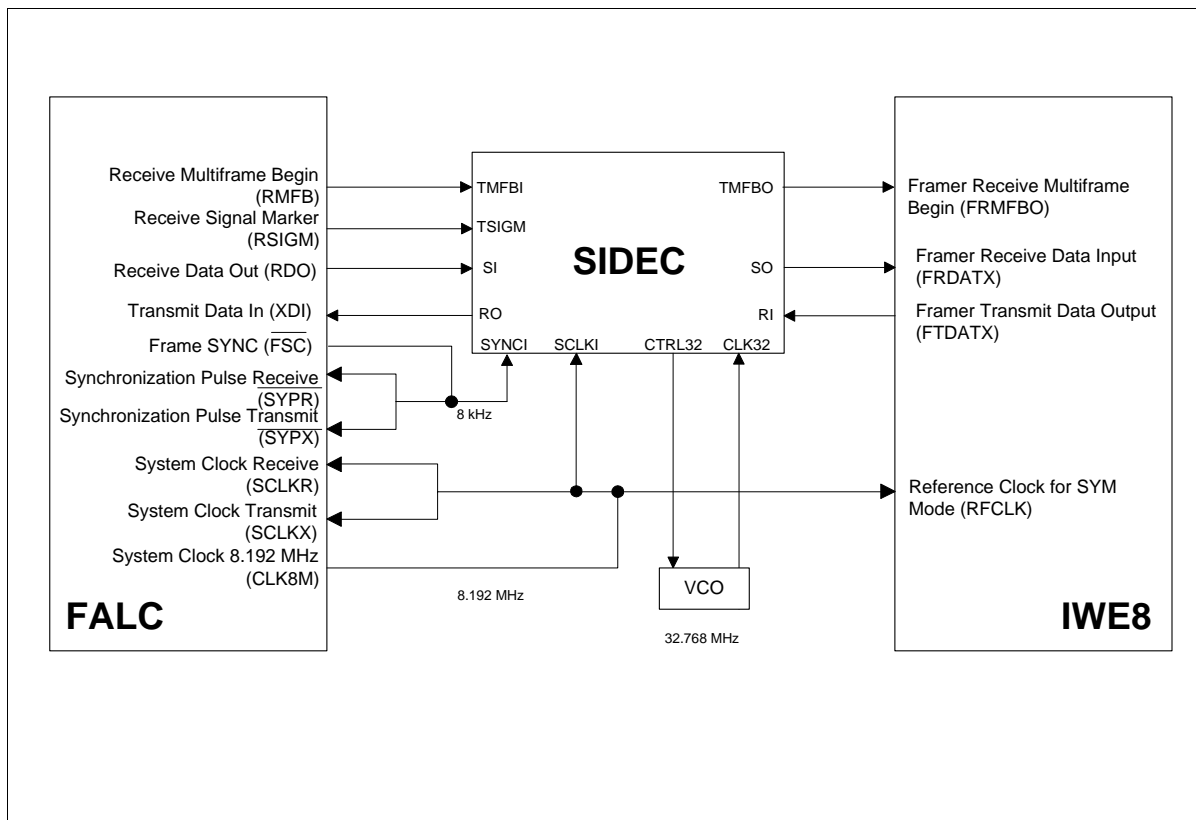 Receive Multiframe Begin
(RMFB)
Receive Signal Marker
(RSIGM)
Receive Data Out (RDO)
Transmit Data In (XDI)
Frame SYNC (FSC)
Synchronization Pulse Receive
(SYPR)
Synchronization Pulse Transmit
(SYPX)
System Clock Receive
(SCLKR)
System Clock Transmit
(SCLKX)
System Clock 8.192 MHz
(CLK8M)
FALC
TMFBI
TSIGM
SI
RO
SYNCI
SCLKI
CTRL32
CLK32
SIDEC
TMFBO
SO
RI
8 kHz
8.192 MHz
VCO
32.768 MHz
Framer Receive Multiframe
Begin (FRMFBO)
Framer Receive Data Input
(FRDATX)
Framer Transmit Data Output
(FTDATX)
Reference Clock for SYM
Mode (RFCLK)
IWE8